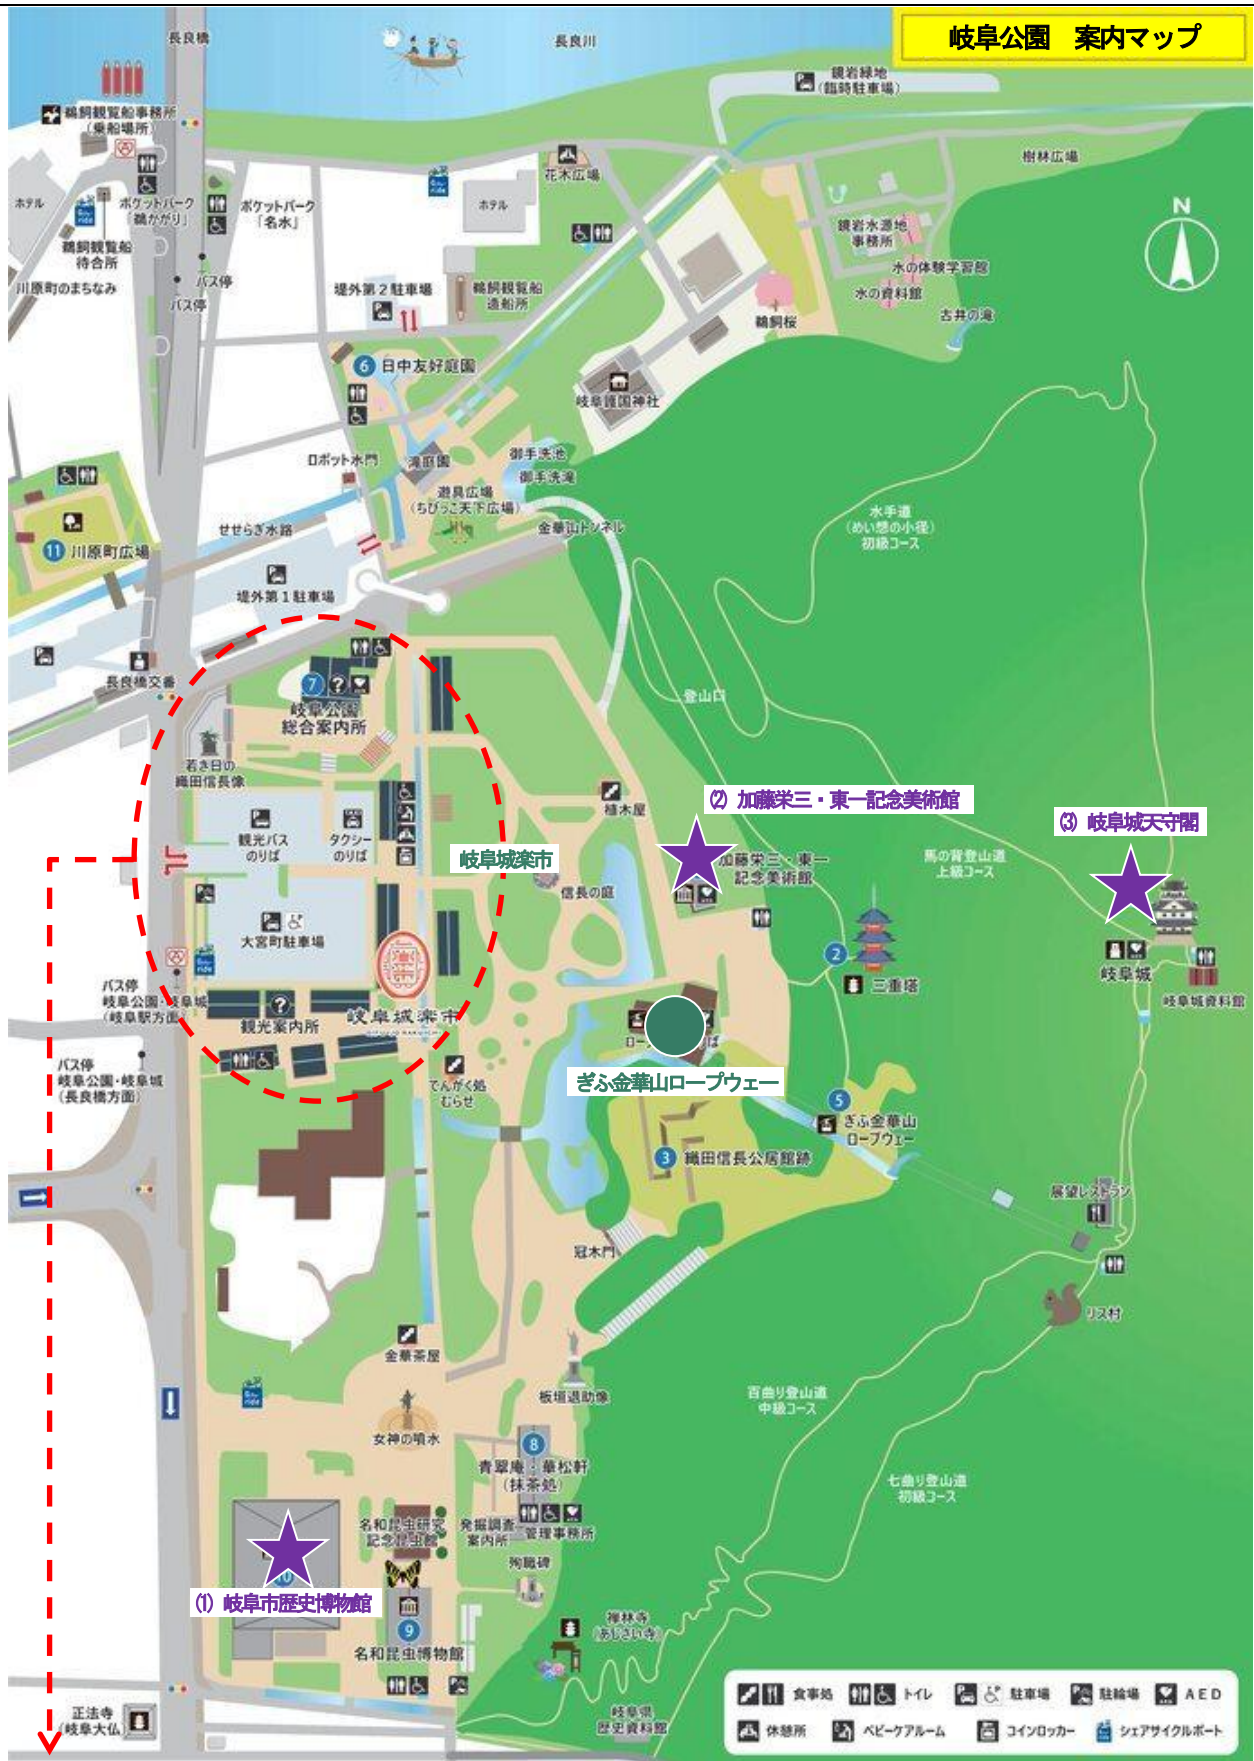 岐阜公園　案内マップ
長良橋
長良川
鏡岩緑地
(臨時駐車場)
鵜飼観覧船事務所
(乗船場所)
樹林広場
花木広場
ホテル
ポケットパーク
「鵜かがり」
ポケットパーク
「名水」
ホテル
N
鏡岩水源地
事務所
鵜飼観覧船
待合所
水の体験学習館
川原町のまちなみ
バス停
バス停
堤外第2駐車場
鵜飼観覧船
造船所
水の資料館
鵜飼桜
古井の滝
6 日中友好庭園
岐阜護国神社
ロボット水門
滝庭園
御手洗池
御手洗滝
遊具広場
(ちびっこ天下広場)
水手道
(めい想の小径)
初級コース
せせらぎ水路
金華山トンネル
11 川原町広場
堤外第1駐車場
長良橋交番
登山口
7 ?
岐阜公園
総合案内所
若き日の
織田信長像
植木屋
⑵ 加藤栄三・東一記念美術館
⑶ 岐阜城天守閣
観光バス
のりば
タクシー
のりば
岐阜城楽市
加藤栄三・東一
記念美術館
馬の背登山道
上級コース
信長の庭
大宮町駐車場
2
三重塔
岐阜城
岐阜城資料館
バス停
岐阜公園・岐阜城
(岐阜駅方面)
?
観光案内所
岐阜城楽市
バス停
岐阜公園・岐阜城
(長良橋方面)
でんがく処
むらせ
ぎふ金華山ロープウェー
5
ぎふ金華山
ロープウェー
3 織田信長公居館跡
展望レストラン
冠木門
リス村
金華茶屋
板垣退助像
百曲り登山道
中級コース
女神の噴水
8
青翠庵・華松軒
(抹茶処)
七曲り登山道
初級コース
名和昆虫研究
記念昆虫館
発掘調査
案内所
管理事務所
殉職碑
10
⑴ 岐阜市歴史博物館
9
名和昆虫博物館
禅林寺
(あじさい寺)
正法寺
(岐阜大仏)
岐阜県
歴史資料館
食事処 トイレ 駐車場 駐輪場 AED
休憩所 ベビーケアルーム コインロッカー シェアサイクルポート